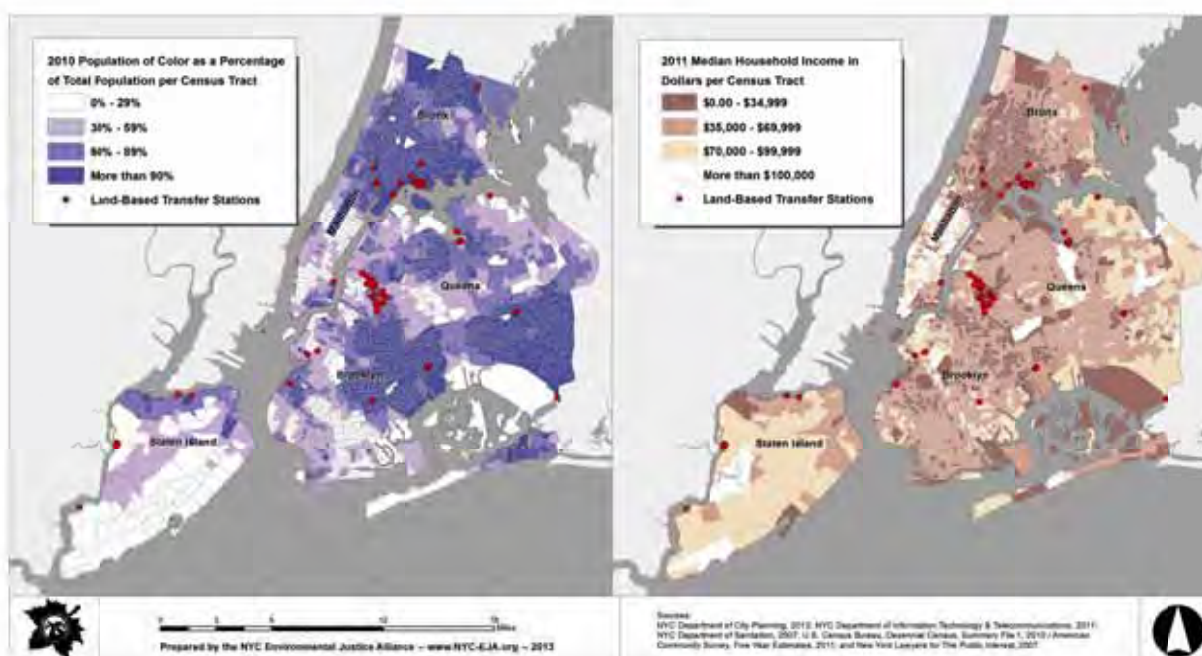 2010 Population of Color as a Percentage
of Total Population per Census Tract
0% - 29%
30% - 59%
60% - 89%
More than 90%
Land-Based Transfer Stations
Bronx
Manhattan
Queens
Brooklyn
Staten Island
2011 Median Household Income in
Dollars per Census Tract
$0.00 - $34,999
$35,000 - $69,999
$70,000 - $99,999
More than $100,000
Land-Based Transfer Stations
Bronx
Manhattan
Queens
Brooklyn
Staten Island
Miles
Prepared by the NYC Environmental Justice Alliance – www.NYC-EJA.org – 2013
Sources:
NYC Department of City Planning, 2013; NYC Department of Information Technology & Telecommunications, 2011;
NYC Department of Sanitation, 2007; U.S. Census Bureau, Decennial Census, Summary File 1, 2010 / American
Community Survey, Five Year Estimates, 2011; and New York Lawyers for The Public Interest, 2007.